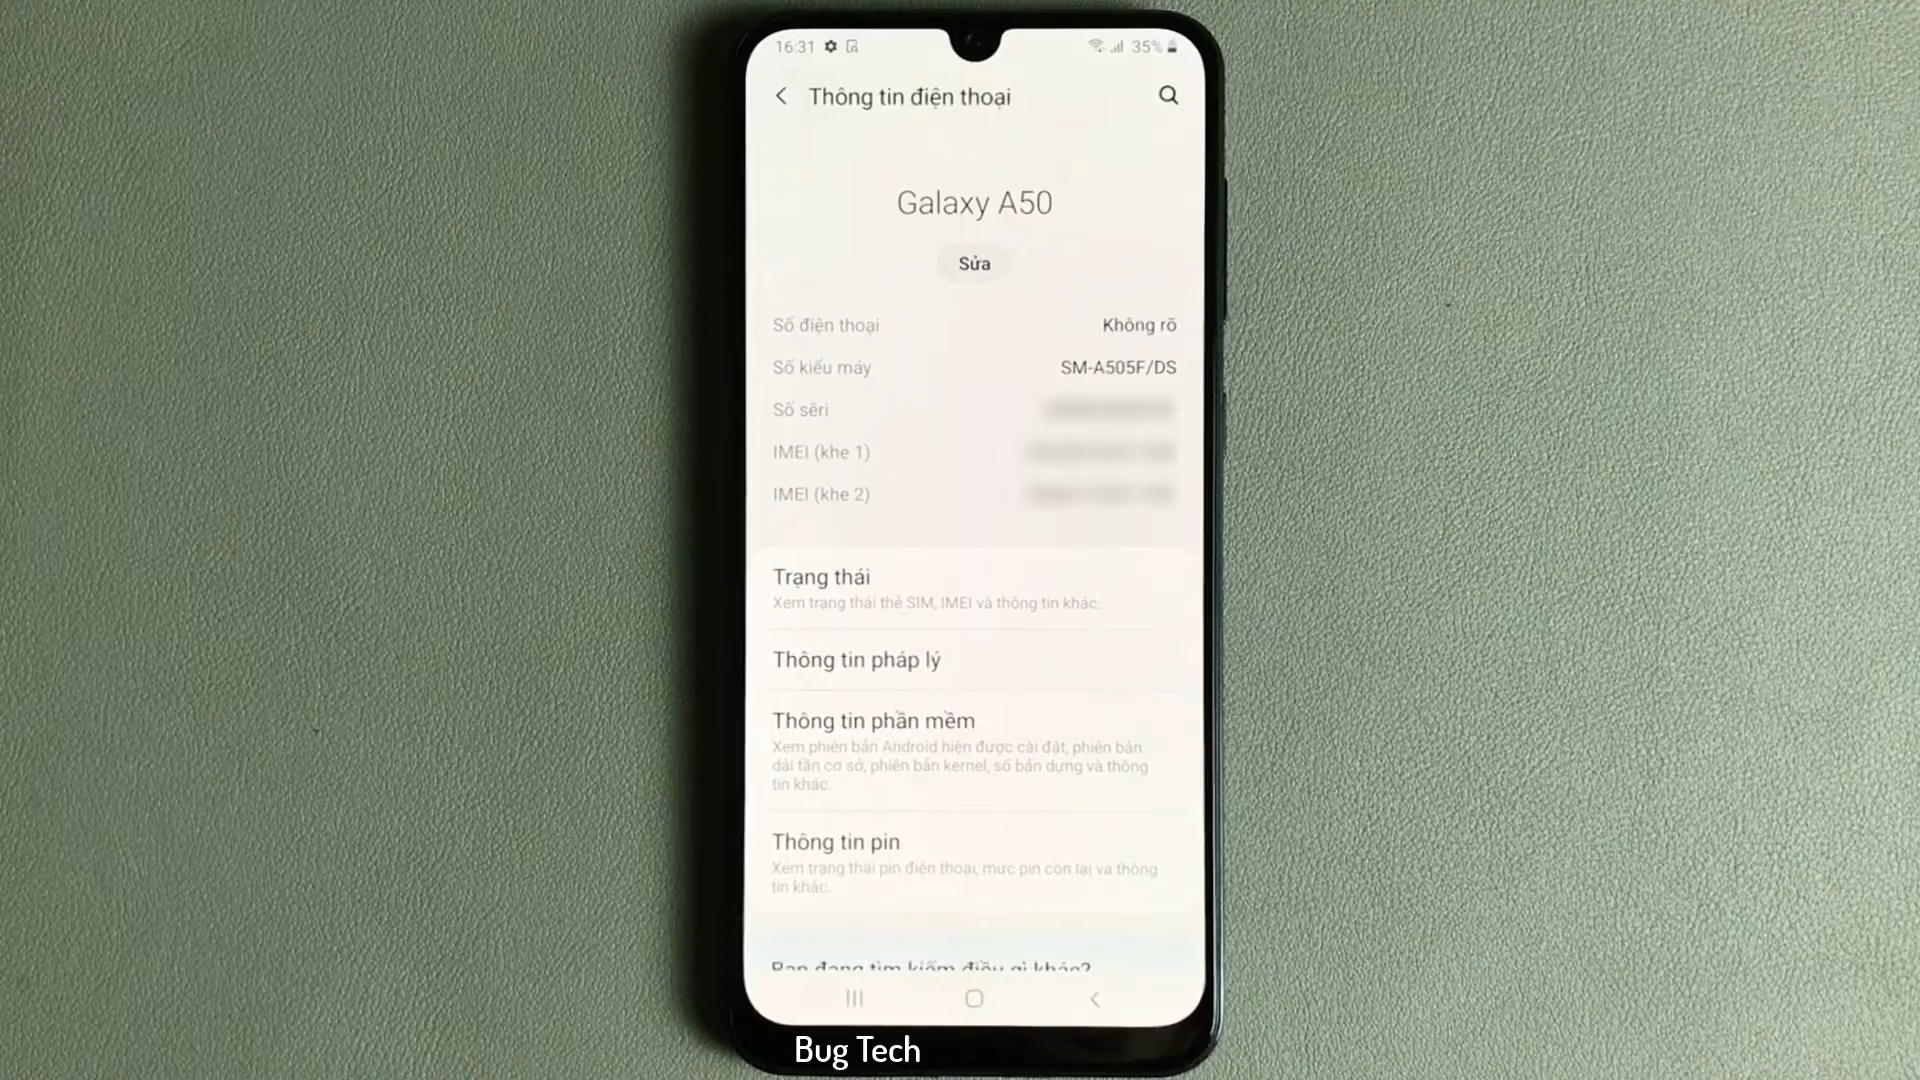 16:31 35%
Thông tin điện thoại
Galaxy A50
Sửa
Số điện thoại Không rõ
Số kiểu máy SM-A505F/DS
Số sêri
IMEI (khe 1)
IMEI (khe 2)
Trạng thái
Xem trạng thái thẻ SIM, IMEI và thông tin khác.
Thông tin pháp lý
Thông tin phần mềm
Xem phiên bản Android hiện được cài đặt, phiên bản
dải tần cơ sở, phiên bản kernel, số bản dựng và thông
tin khác.
Thông tin pin
Xem trạng thái pin điện thoại, mức pin còn lại và thông
tin khác.
Bạn đang tìm kiếm điều gì khác?
Bug Tech